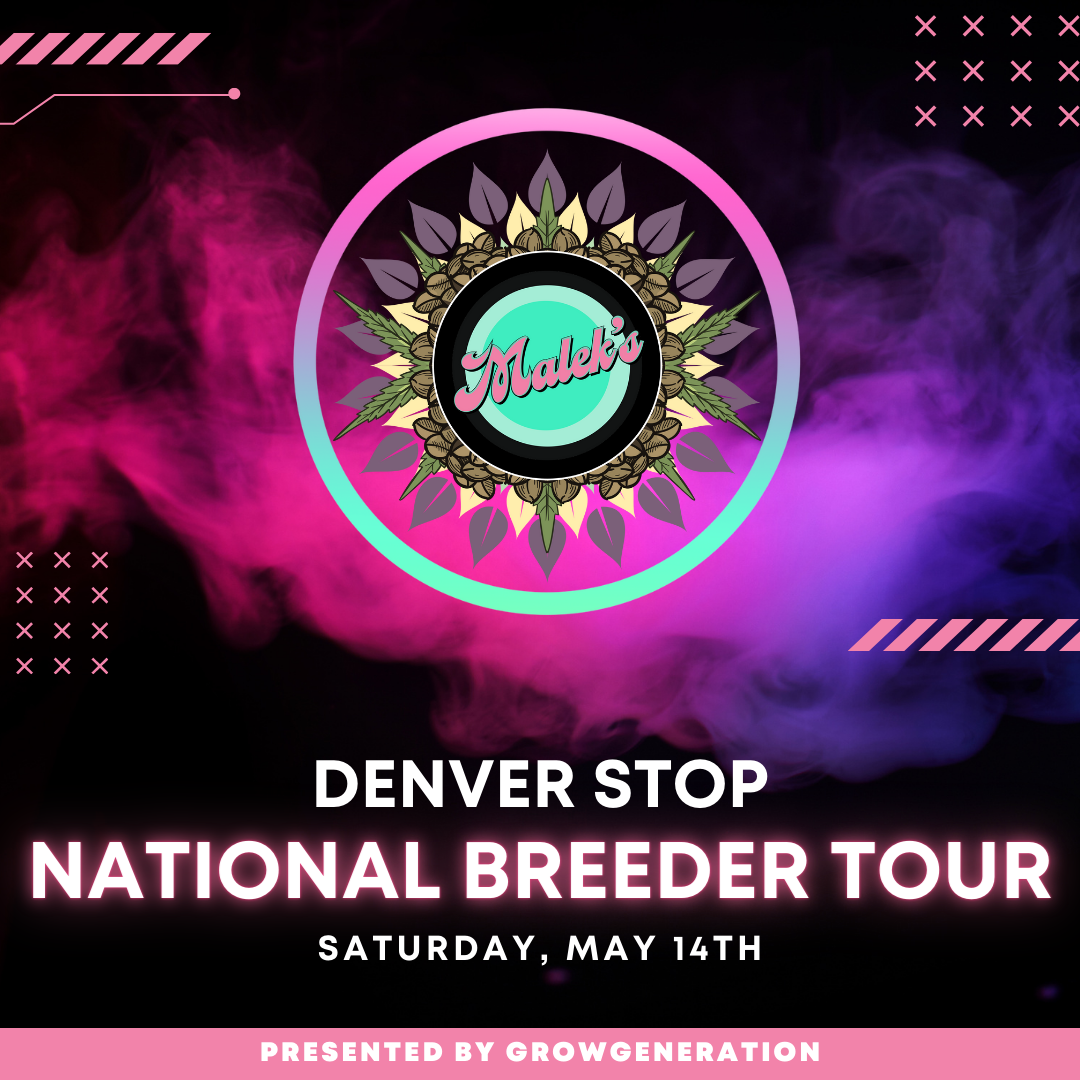 Malek's
DENVER STOP
NATIONAL BREEDER TOUR
SATURDAY, MAY 14TH
PRESENTED BY GROWGENERATION